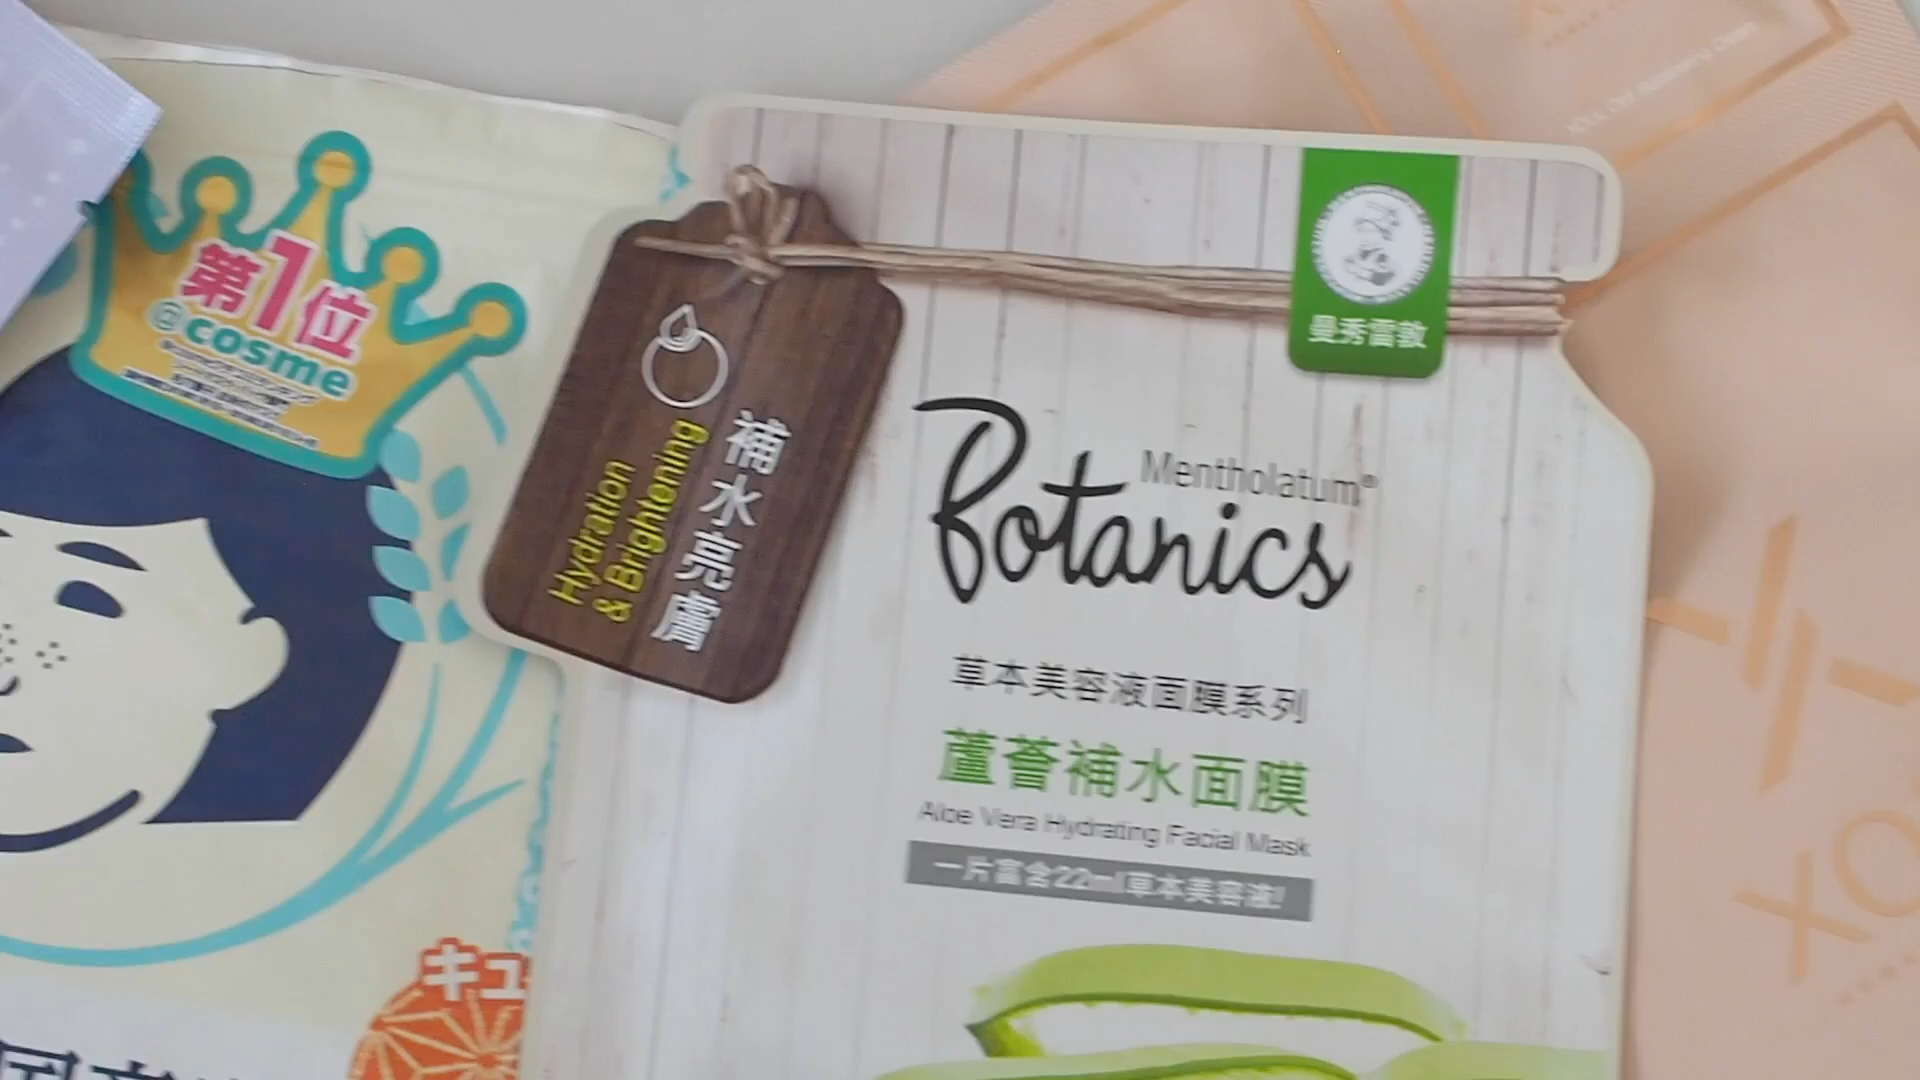 第1位
@cosme
補水亮膚
Hydration
& Brightening
曼秀雷敦
Mentholatum®
Botanics
草本美容液面膜系列
蘆薈補水面膜
Aloe Vera Hydrating Facial Mask
一片富含22ml草本美容液!
キュ